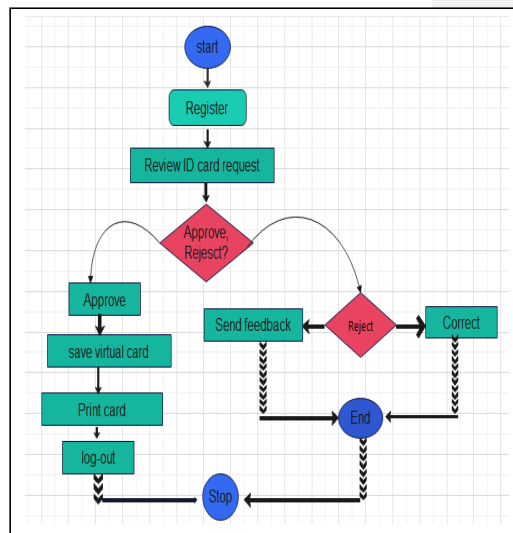 start
Register
Review ID card request
Approve,
Rejesct?
Approve
Send feedback
Reject
Correct
save virtual card
Print card
End
log-out
Stop